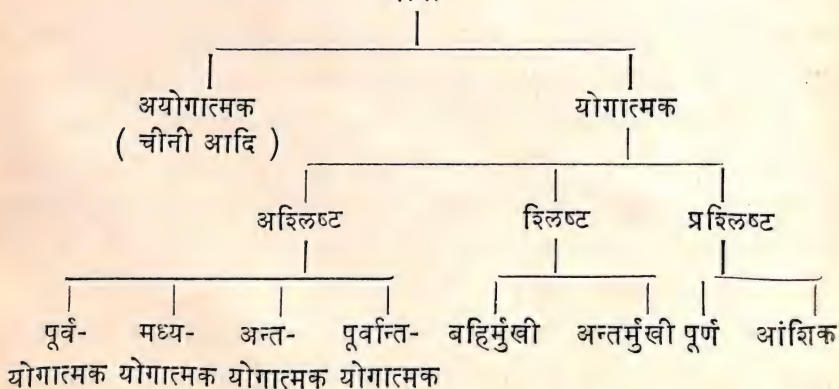 अयोगात्मक योगात्मक
( चीनी आदि )
अश्लिष्ट श्लिष्ट प्रश्लिष्ट
पूर्व- मध्य- अन्त- पूर्वान्त- बहिर्मुखी अन्तर्मुखी पूर्ण आंशिक
योगात्मक योगात्मक योगात्मक योगात्मक